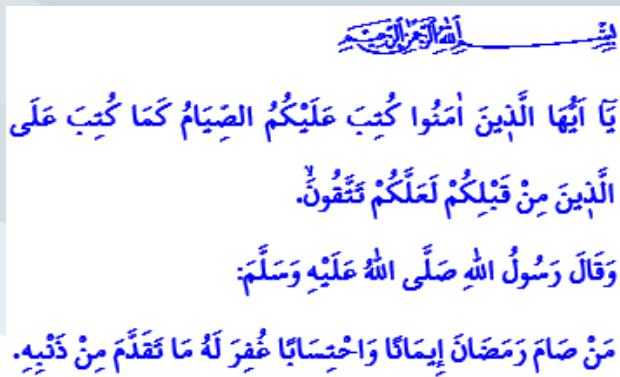 بِسْمِ اللّٰهِ الرَّحْمٰنِ الرَّحِيمِ
يَٓا اَيُّهَا الَّذ۪ينَ اٰمَنُوا كُتِبَ عَلَيْكُمُ الصِّيَامُ كَمَا كُتِبَ عَلَى
الَّذ۪ينَ مِنْ قَبْلِكُمْ لَعَلَّكُمْ تَتَّقُونَۙ.
وَقَالَ رَسُولُ اللّٰهِ صَلَّى اللّٰهُ عَلَيْهِ وَسَلَّمَ:
مَنْ صَامَ رَمَضَانَ إِيمَانًا وَاحْتِسَابًا غُفِرَ لَهُ مَا تَقَدَّمَ مِنْ ذَنْبِهِ.